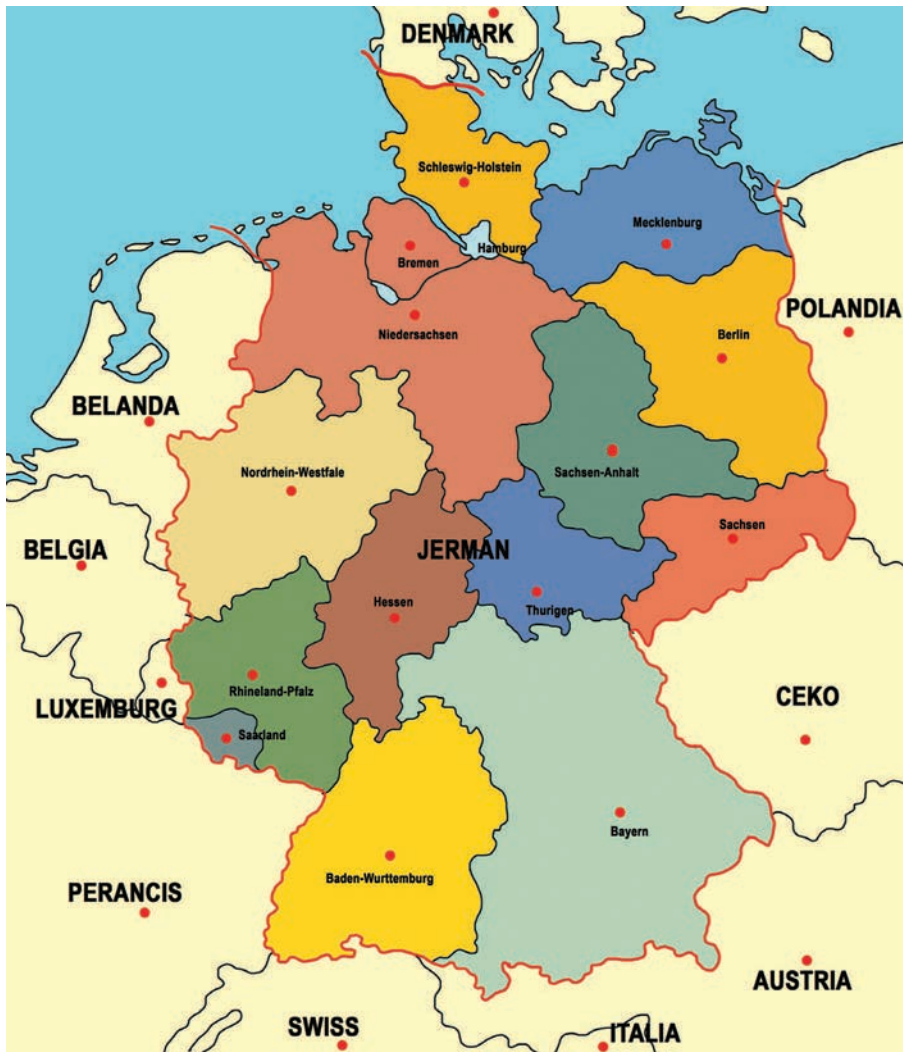 DENMARK
Schleswig-Holstein
Mecklenburg
Hamburg
Bremen
POLANDIA
Niedersachsen
Berlin
BELANDA
Nordrhein-Westfale
Sachsen-Anhalt
Sachsen
BELGIA
JERMAN
Hessen
Thurigen
Rhineland-Pfalz
LUXEMBURG
CEKO
Saarland
Bayern
Baden-Wurttemburg
PERANCIS
AUSTRIA
SWISS
ITALIA